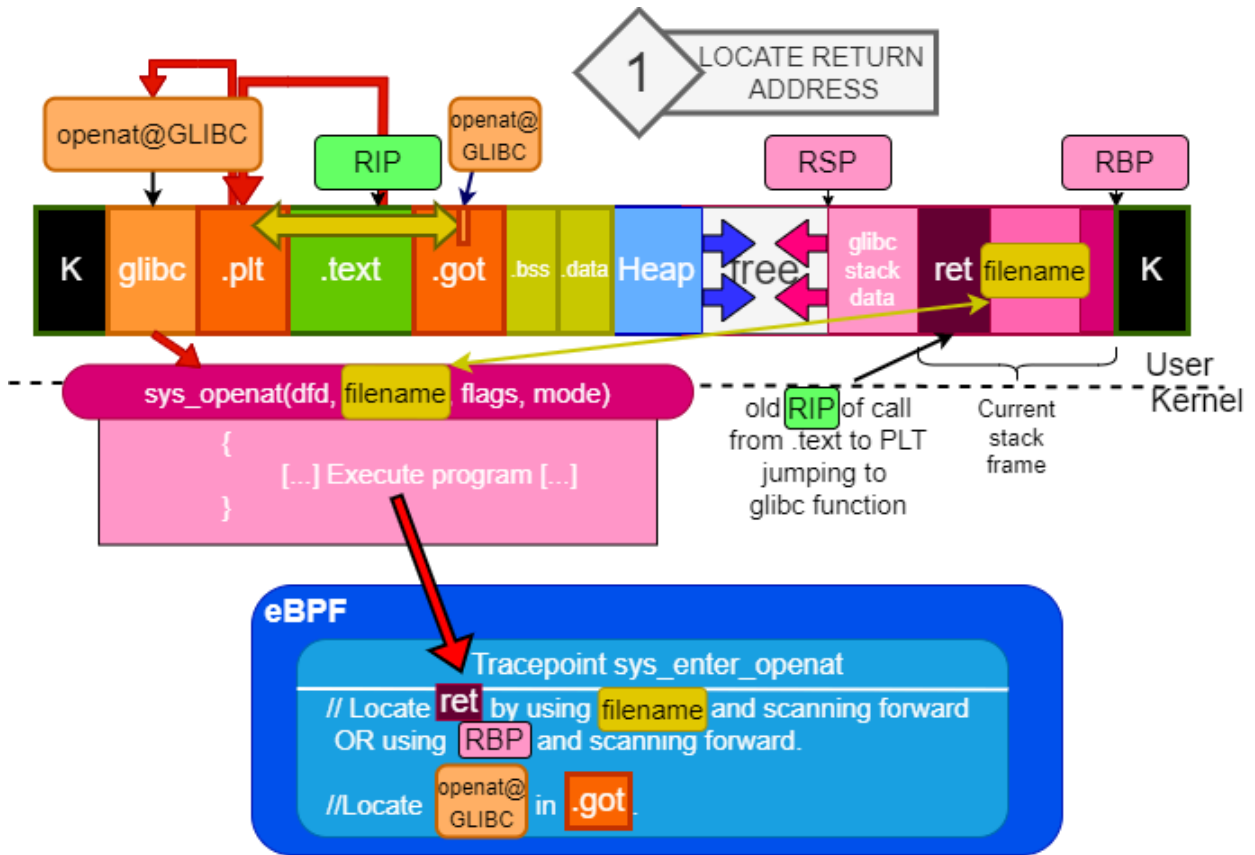 1
LOCATE RETURN
ADDRESS
openat@GLIBC
openat@
GLIBC
RIP
RSP
RBP
K
glibc
.plt
.text
.got
.bss
.data
Heap
free
glibc
stack
data
ret
filename
K
User
Kernel
sys_openat(dfd, filename, flags, mode)
{
[...] Execute program [...]
}
old RIP of call
from .text to PLT
jumping to
glibc function
Current
stack
frame
eBPF
Tracepoint sys_enter_openat
// Locate ret by using filename and scanning forward
OR using RBP and scanning forward.
//Locate openat@
GLIBC in .got.